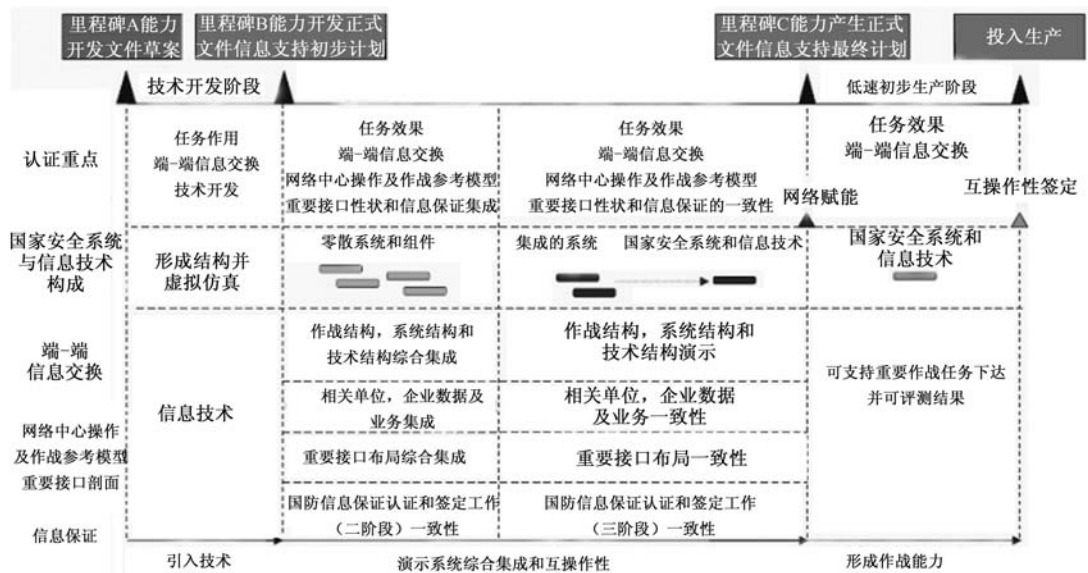 里程碑A能力
开发文件草案
里程碑B能力开发正式
文件信息支持初步计划
里程碑C能力产生正式
文件信息支持最终计划
投入生产
技术开发阶段
低速初步生产阶段
认证重点
任务作用
端-端信息交换
技术开发
任务效果
端-端信息交换
网络中心操作及作战参考模型
重要接口性状和信息保证集成
任务效果
端-端信息交换
网络中心操作及作战参考模型
重要接口性状和信息保证的一致性
任务效果
端-端信息交换
网络赋能
互操作性签定
国家安全系统
与信息技术
构成
形成结构并
虚拟仿真
零散系统和组件
集成的系统
国家安全系统和信息技术
国家安全系统和
信息技术
端-端
信息交换
网络中心操作
及作战参考模型
重要接口剖面
信息保证
信息技术
作战结构，系统结构和
技术结构综合集成
作战结构，系统结构和
技术结构演示
相关单位，企业数据及
业务集成
相关单位，企业数据
及业务一致性
重要接口布局综合集成
重要接口布局一致性
国防信息保证认证和签定工作
（二阶段）一致性
国防信息保证认证和签定工作
（三阶段）一致性
可支持重要作战任务下达
并可评测结果
引入技术
演示系统综合集成和互操作性
形成作战能力